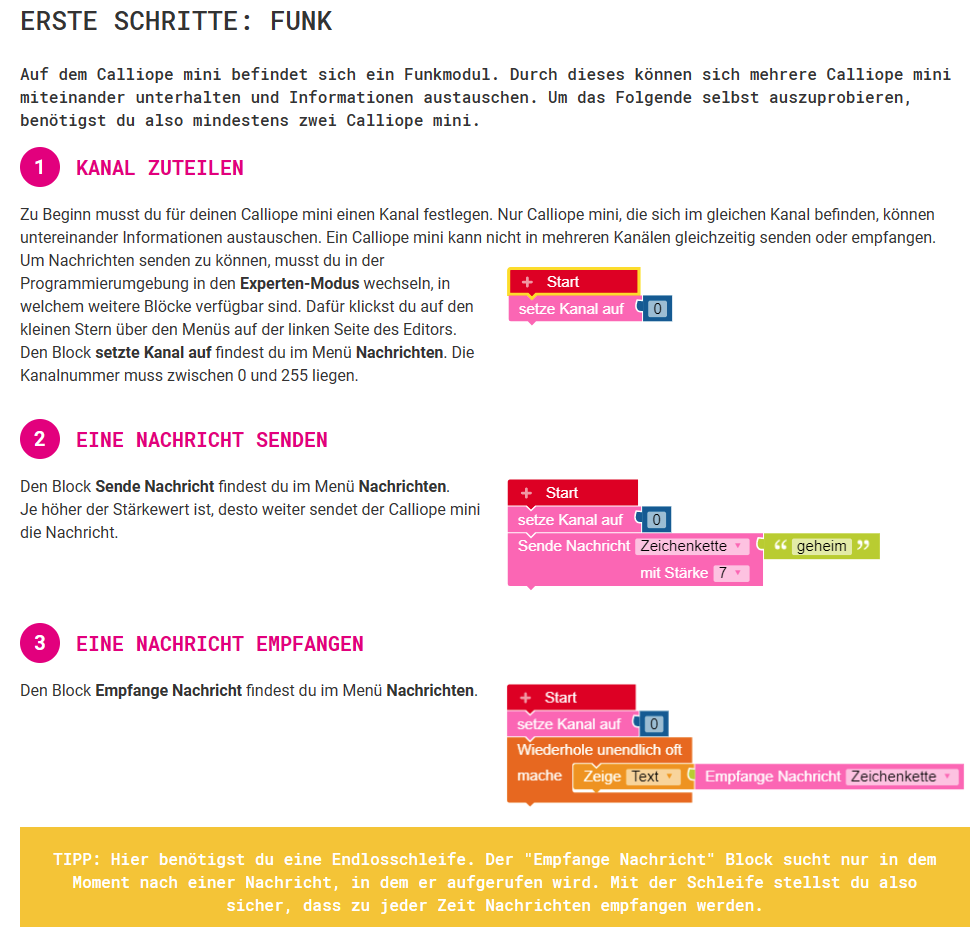 ERSTE SCHRITTE: FUNK
Auf dem Calliope mini befindet sich ein Funkmodul. Durch dieses können sich mehrere Calliope mini
miteinander unterhalten und Informationen austauschen. Um das Folgende selbst auszuprobieren,
benötigst du also mindestens zwei Calliope mini.
1 KANAL ZUTEILEN
Zu Beginn musst du für deinen Calliope mini einen Kanal festlegen. Nur Calliope mini, die sich im gleichen Kanal befinden, können
untereinander Informationen austauschen. Ein Calliope mini kann nicht in mehreren Kanälen gleichzeitig senden oder empfangen.
Um Nachrichten senden zu können, musst du in der
Programmierumgebung in den Experten-Modus wechseln, in
welchem weitere Blöcke verfügbar sind. Dafür klickst du auf den
kleinen Stern über den Menüs auf der linken Seite des Editors.
Den Block setzte Kanal auf findest du im Menü Nachrichten. Die
Kanalnummer muss zwischen 0 und 255 liegen.
+ Start
setze Kanal auf 0
2 EINE NACHRICHT SENDEN
Den Block Sende Nachricht findest du im Menü Nachrichten.
Je höher der Stärkewert ist, desto weiter sendet der Calliope mini
die Nachricht.
+ Start
setze Kanal auf 0
Sende Nachricht Zeichenkette “ geheim ”
mit Stärke 7
3 EINE NACHRICHT EMPFANGEN
Den Block Empfange Nachricht findest du im Menü Nachrichten.
+ Start
setze Kanal auf 0
Wiederhole unendlich oft
mache Zeige Text Empfange Nachricht Zeichenkette
TIPP: Hier benötigst du eine Endlosschleife. Der "Empfange Nachricht" Block sucht nur in dem
Moment nach einer Nachricht, in dem er aufgerufen wird. Mit der Schleife stellst du also
sicher, dass zu jeder Zeit Nachrichten empfangen werden.